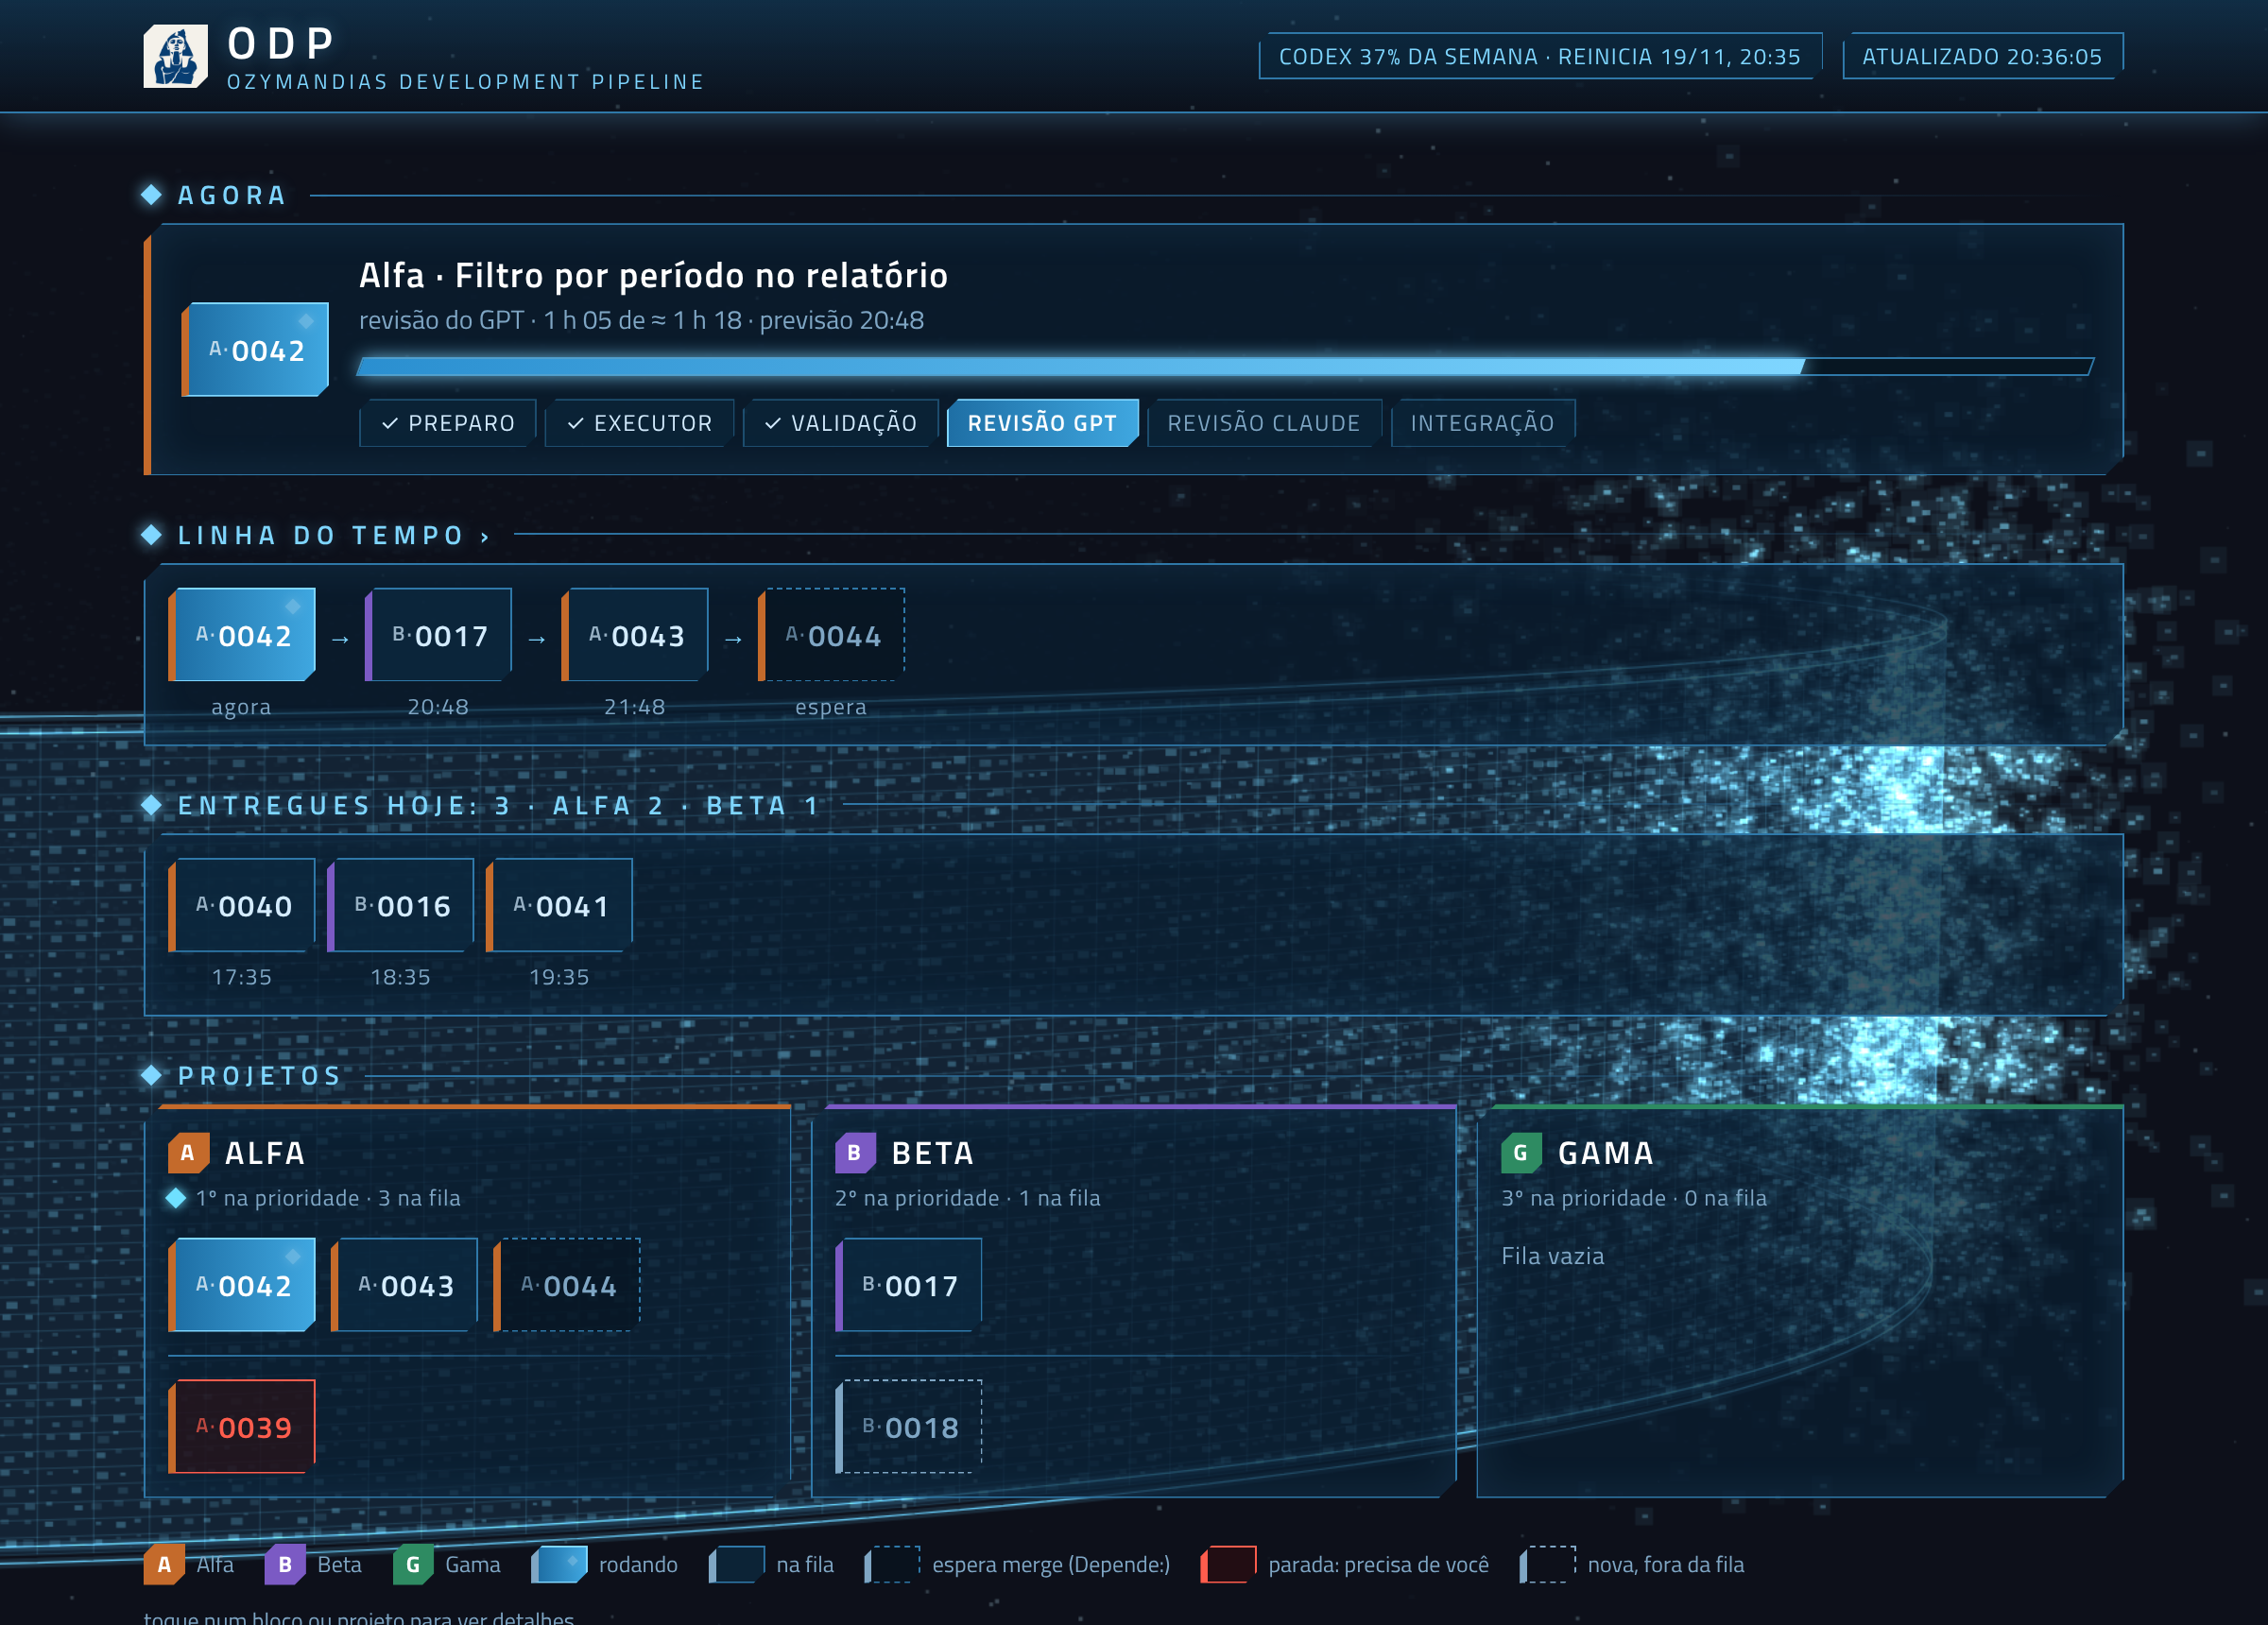 ODP
OZYMANDIAS DEVELOPMENT PIPELINE
CODEX 37% DA SEMANA · REINICIA 19/11, 20:35
ATUALIZADO 20:36:05
AGORA
A·0042
Alfa · Filtro por período no relatório
revisão do GPT · 1 h 05 de ≈ 1 h 18 · previsão 20:48
✓ PREPARO ✓ EXECUTOR ✓ VALIDAÇÃO REVISÃO GPT REVISÃO CLAUDE INTEGRAÇÃO
LINHA DO TEMPO ›
A·0042 → B·0017 → A·0043 → A·0044
agora 20:48 21:48 espera
ENTREGUES HOJE: 3 · ALFA 2 · BETA 1
A·0040 B·0016 A·0041
17:35 18:35 19:35
PROJETOS
A ALFA
1º na prioridade · 3 na fila
A·0042 A·0043 A·0044
A·0039
B BETA
2º na prioridade · 1 na fila
B·0017
B·0018
G GAMA
3º na prioridade · 0 na fila
Fila vazia
A Alfa B Beta G Gama rodando na fila espera merge (Depende:) parada: precisa de você nova, fora da fila
toque num bloco ou projeto para ver detalhes